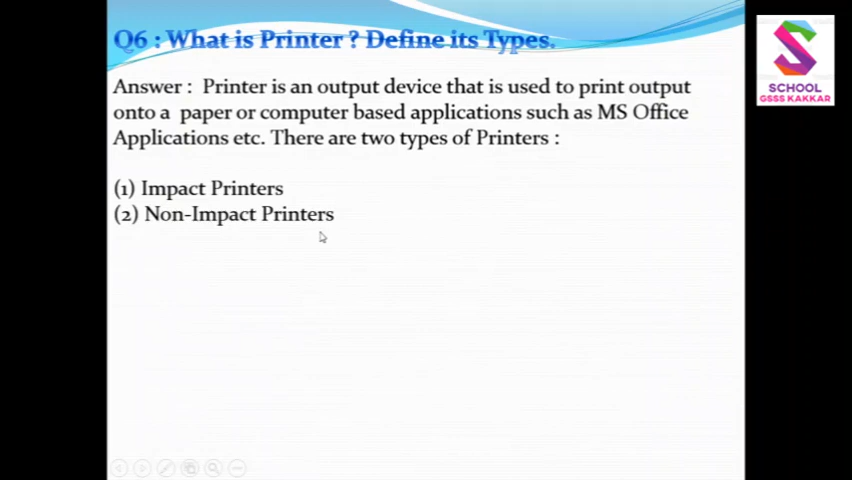 Q6 : What is Printer ? Define its Types.
Answer : Printer is an output device that is used to print output
onto a paper or computer based applications such as MS Office
Applications etc. There are two types of Printers :
(1) Impact Printers
(2) Non-Impact Printers
SCHOOL
GSSS KAKKAR